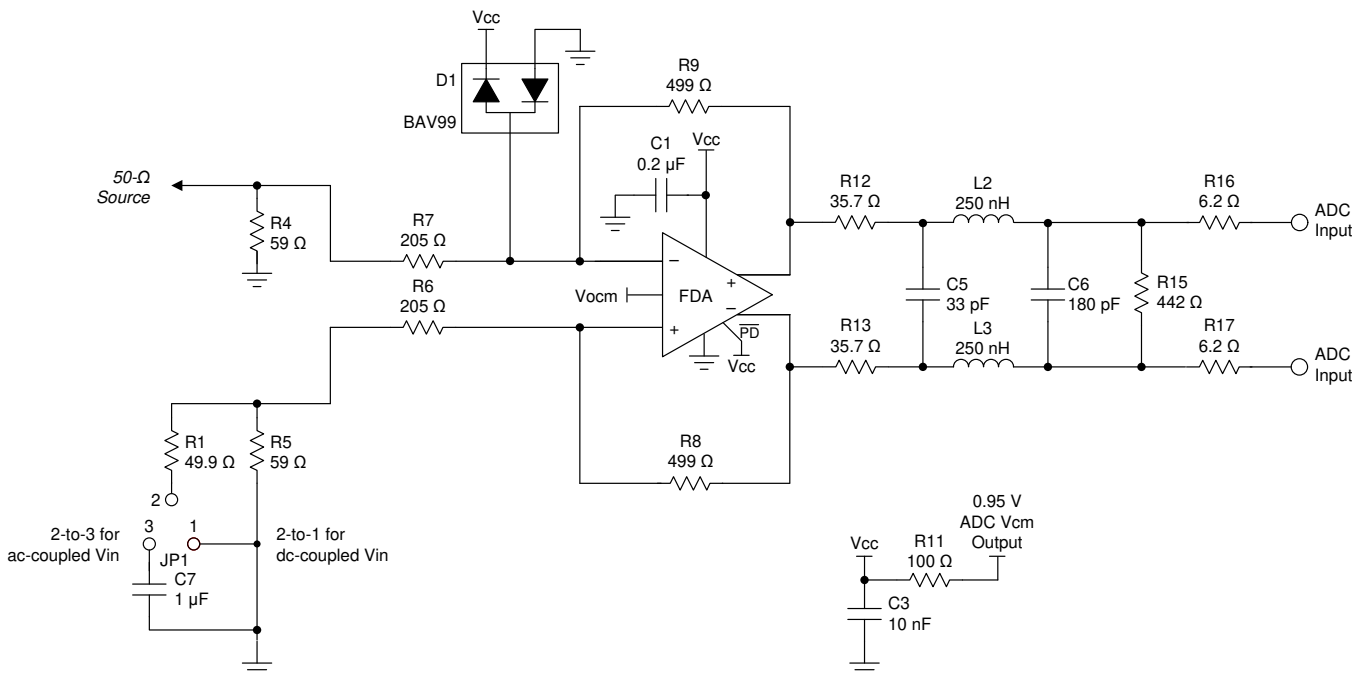 Vcc
D1
BAV99
R9
499 Ω
C1
0.2 µF
Vcc
50-Ω
Source
R4
59 Ω
R7
205 Ω
R6
205 Ω
Vocm
FDA
−
+
+
−
PD
Vcc
R12
35.7 Ω
L2
250 nH
R16
6.2 Ω
ADC
Input
C5
33 pF
C6
180 pF
R15
442 Ω
R13
35.7 Ω
L3
250 nH
R17
6.2 Ω
ADC
Input
R8
499 Ω
R1
49.9 Ω
R5
59 Ω
2
3
1
JP1
2-to-3 for
ac-coupled Vin
2-to-1 for
dc-coupled Vin
C7
1 µF
0.95 V
ADC Vcm
Output
Vcc
R11
100 Ω
C3
10 nF